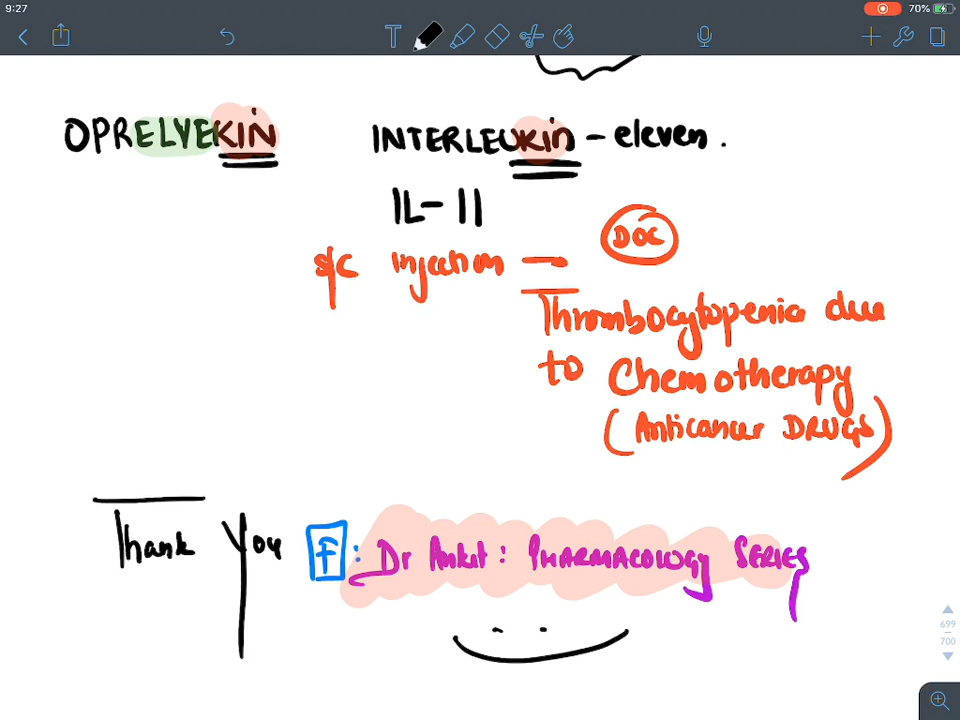 9:27
70%
T
OPRELVEKIN INTERLEUKIN - eleven.
IL-11
s/c Injection — DOC
Thrombocytopenia due
to Chemotherapy
(Anticancer DRUGS)
Thank You F: Dr Ankit: PHARMACOLOGY SERIES
699
700